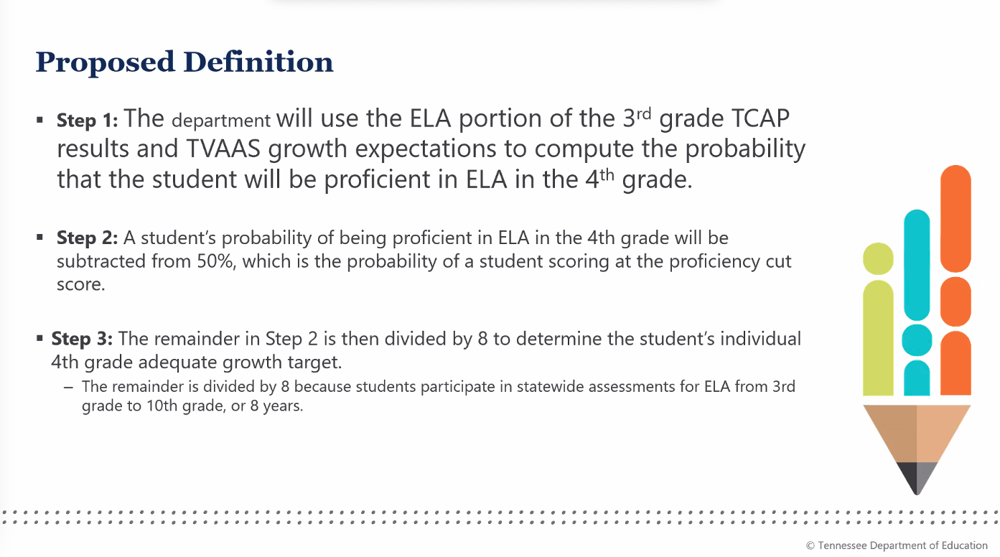 Proposed Definition
▪ Step 1: The department will use the ELA portion of the 3rd grade TCAP
results and TVAAS growth expectations to compute the probability
that the student will be proficient in ELA in the 4th grade.
▪ Step 2: A student’s probability of being proficient in ELA in the 4th grade will be
subtracted from 50%, which is the probability of a student scoring at the proficiency cut
score.
▪ Step 3: The remainder in Step 2 is then divided by 8 to determine the student’s individual
4th grade adequate growth target.
– The remainder is divided by 8 because students participate in statewide assessments for ELA from 3rd
grade to 10th grade, or 8 years.
© Tennessee Department of Education